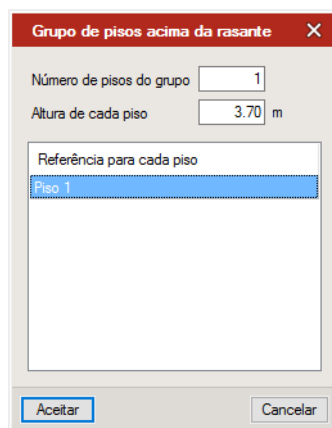 Grupo de pisos acima da rasante
Número de pisos do grupo 1
Altura de cada piso 3.70 m
Referência para cada piso
Piso 1
Aceitar Cancelar